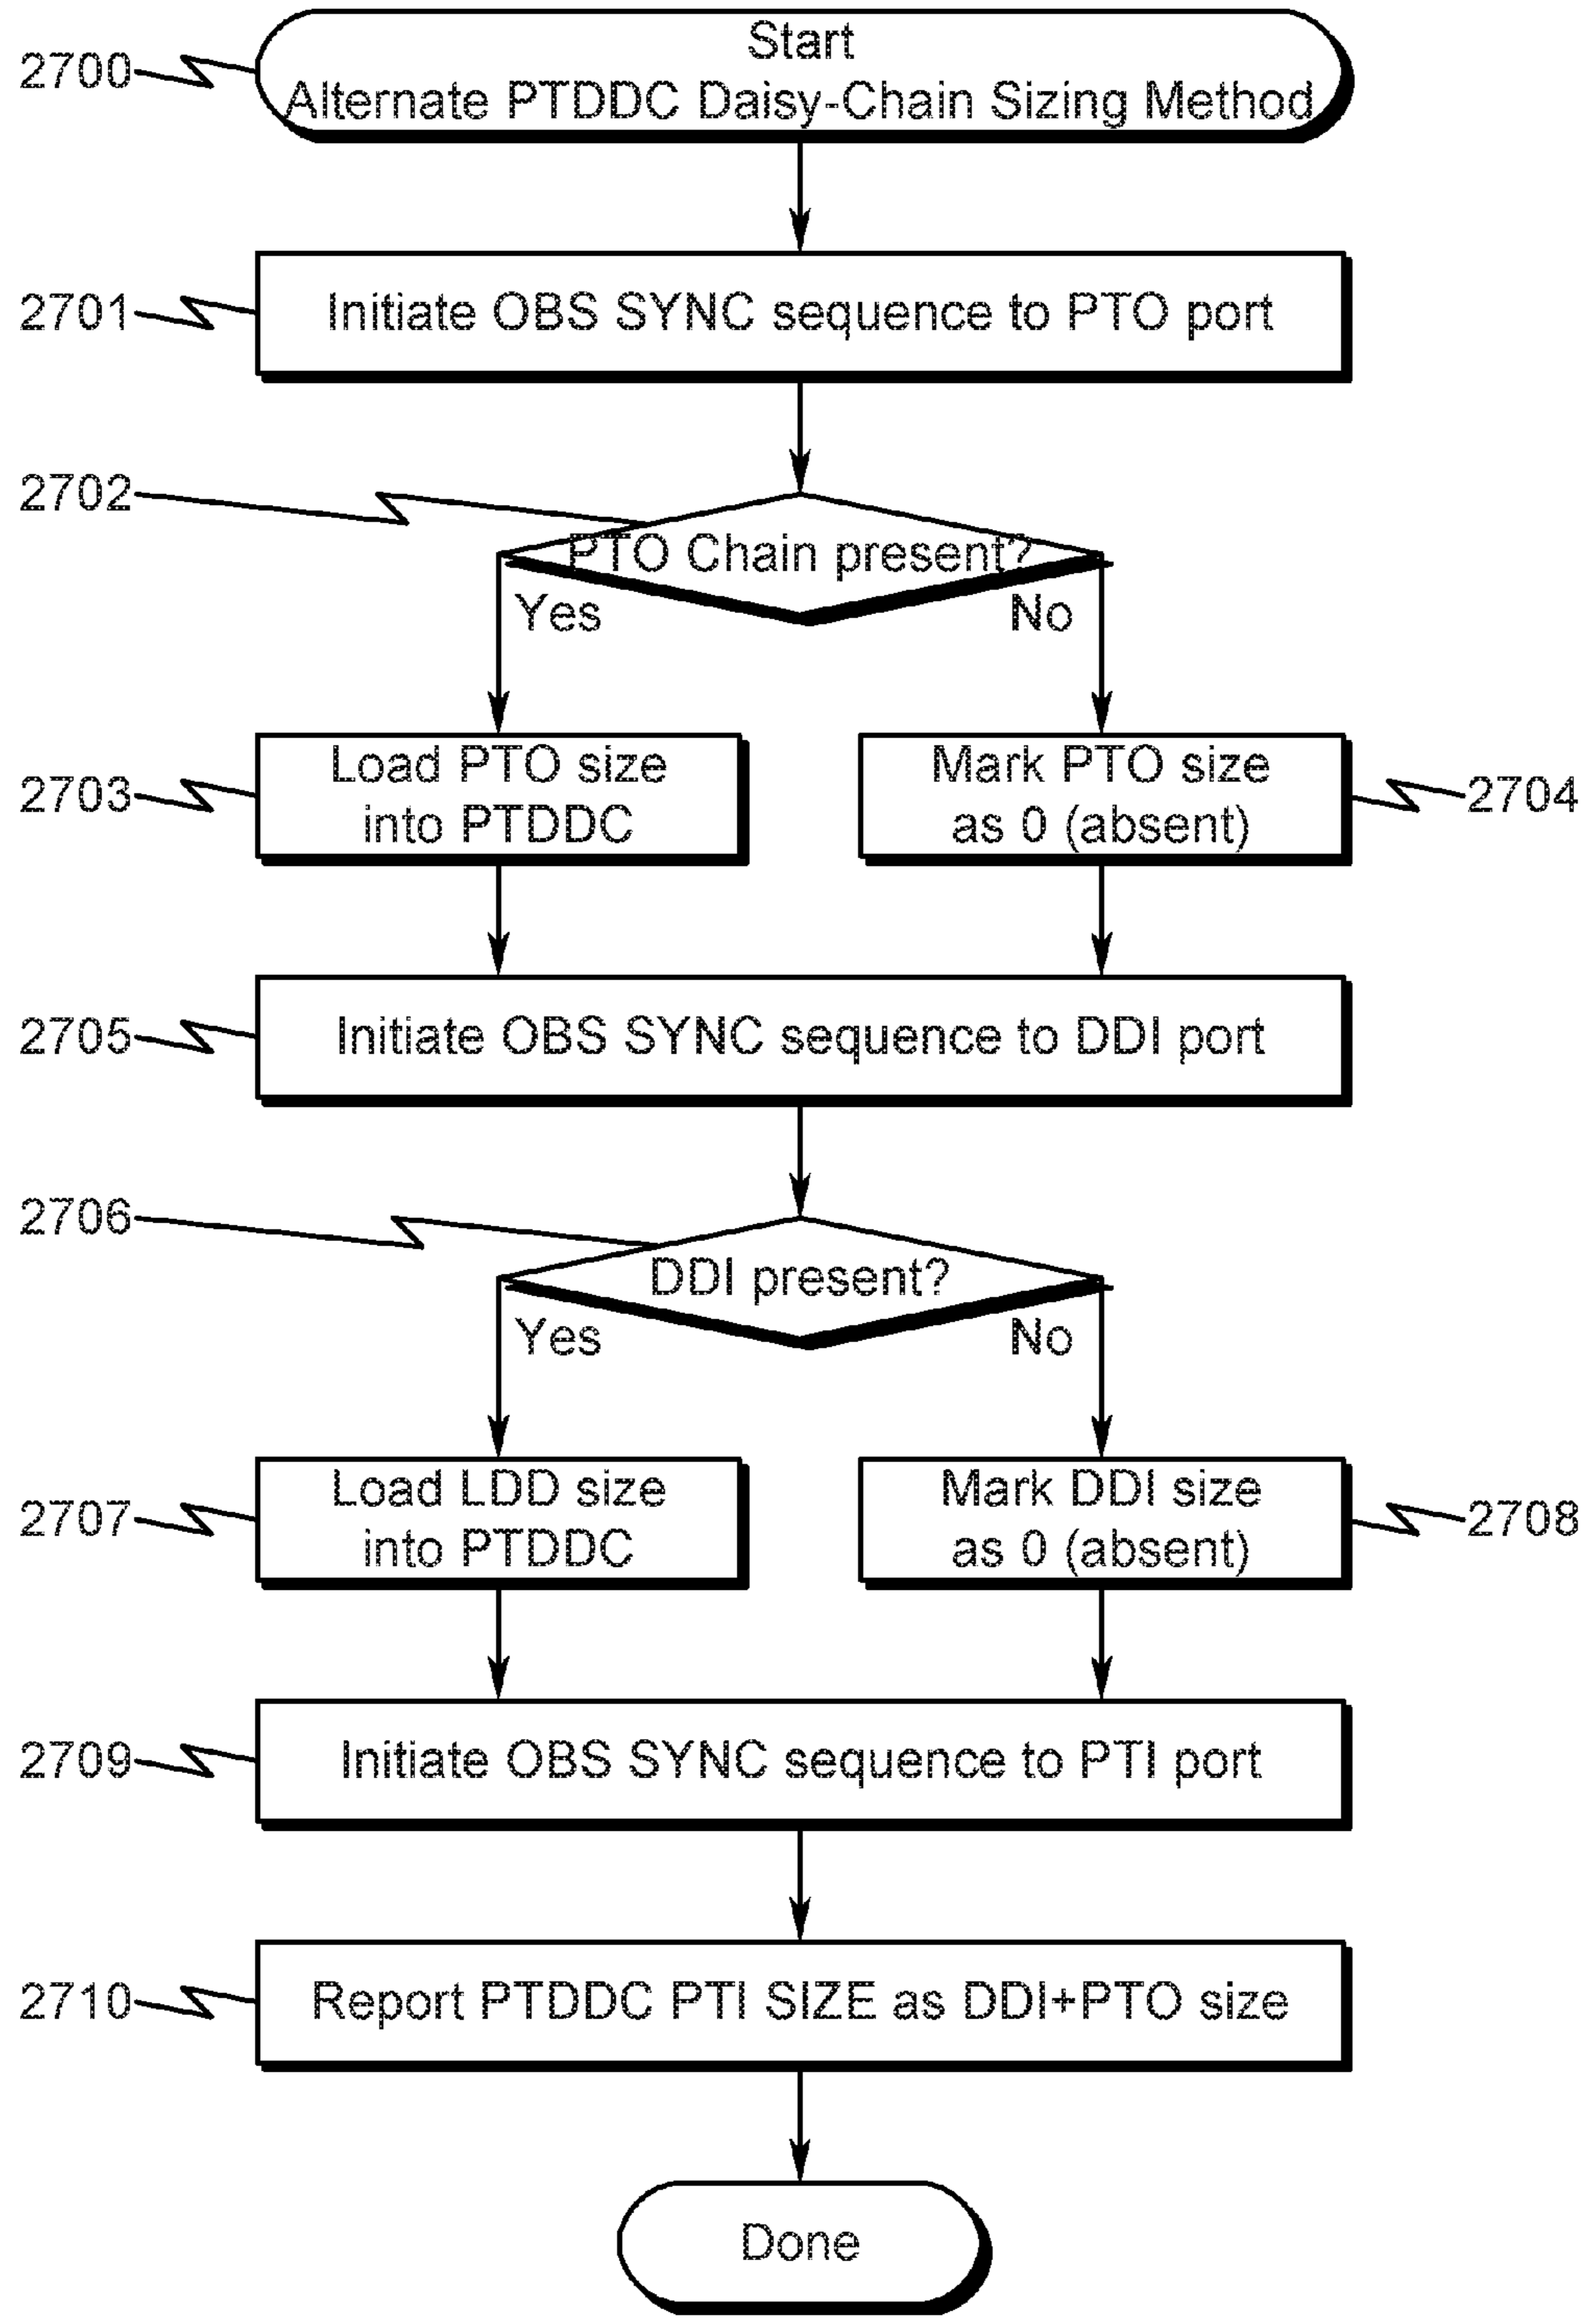 2700
Start
Alternate PTDDC Daisy-Chain Sizing Method
2701
Initiate OBS SYNC sequence to PTO port
2702
PTO Chain present?
Yes
No
2703
Load PTO size
into PTDDC
Mark PTO size
as 0 (absent)
2704
2705
Initiate OBS SYNC sequence to DDI port
2706
DDI present?
Yes
No
2707
Load LDD size
into PTDDC
Mark DDI size
as 0 (absent)
2708
2709
Initiate OBS SYNC sequence to PTI port
2710
Report PTDDC PTI SIZE as DDI+PTO size
Done